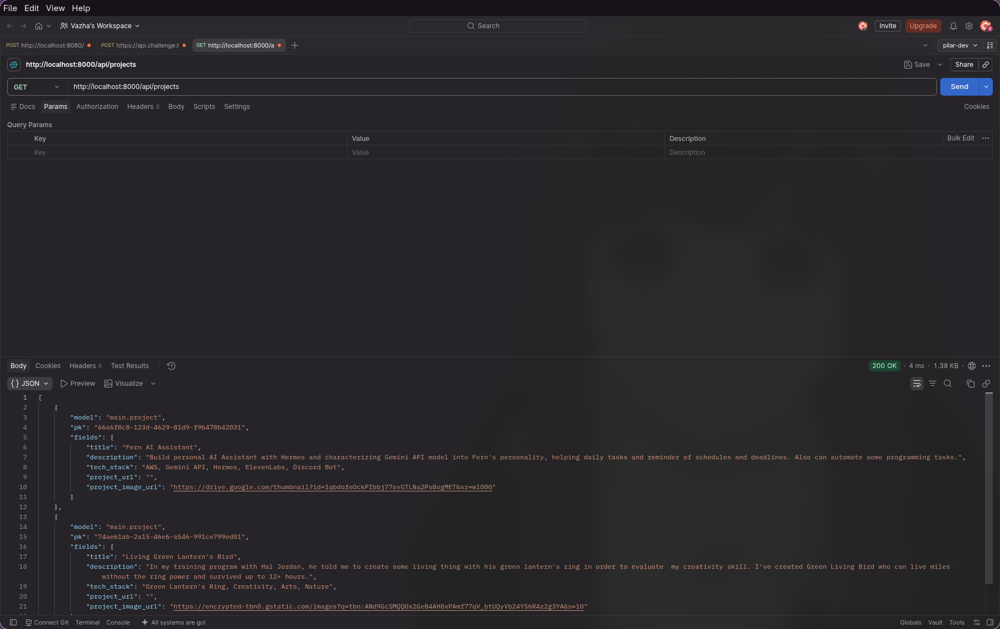 File Edit View Help
Vazha's Workspace
Search
Invite Upgrade
POST http://localhost:8080/ POST https://api.challenge.h GET http://localhost:8000/a
pilar-dev
HTTP http://localhost:8000/api/projects
Save Share
GET http://localhost:8000/api/projects
Send
Docs Params Authorization Headers 6 Body Scripts Settings Cookies
Query Params
Key Value Description Bulk Edit
Key Value Description
Body Cookies Headers 8 Test Results
200 OK • 4 ms • 1.38 KB
{} JSON Preview Visualize
1 [
2 {
3 "model": "main.project",
4 "pk": "66a6f8c8-123d-4629-81d9-f9b478b42031",
5 "fields": {
6 "title": "Fern AI Assistant",
7 "description": "Build personal AI Assistant with Hermes and characterizing Gemini API model into Fern's personality, helping daily tasks and reminder of schedules and deadlines. Also can automate some programming tasks.",
8 "tech_stack": "AWS, Gemini API, Hermes, ElevenLabs, Discord Bot",
9 "project_url": "",
10 "project_image_url": "https://drive.google.com/thumbnail?id=1qbdofeOckPIbbj77svGTLNa2Ps8ogMET&sz=w1000"
11 }
12 },
13 {
14 "model": "main.project",
15 "pk": "74ae61ab-2a15-46e6-a546-991ce799ed01",
16 "fields": {
17 "title": "Living Green Lantern's Bird",
18 "description": "In my training program with Hal Jordan, he told me to create some living thing with his green lantern's ring in order to evaluate  my creativity skill. I've created Green Living Bird who can live miles
without the ring power and survived up to 12+ hours.",
19 "tech_stack": "Green Lantern's Ring, Creativity, Arts, Nature",
20 "project_url": "",
21 "project_image_url": "https://encrypted-tbn0.gstatic.com/images?q=tbn:ANd9GcSMQQ0x2GeB4AH8xPAmf77qV_btUQyVb24Y56R4z2g3YA&s=10"
Connect Git Terminal Console All systems are go!
Globals Vault Tools